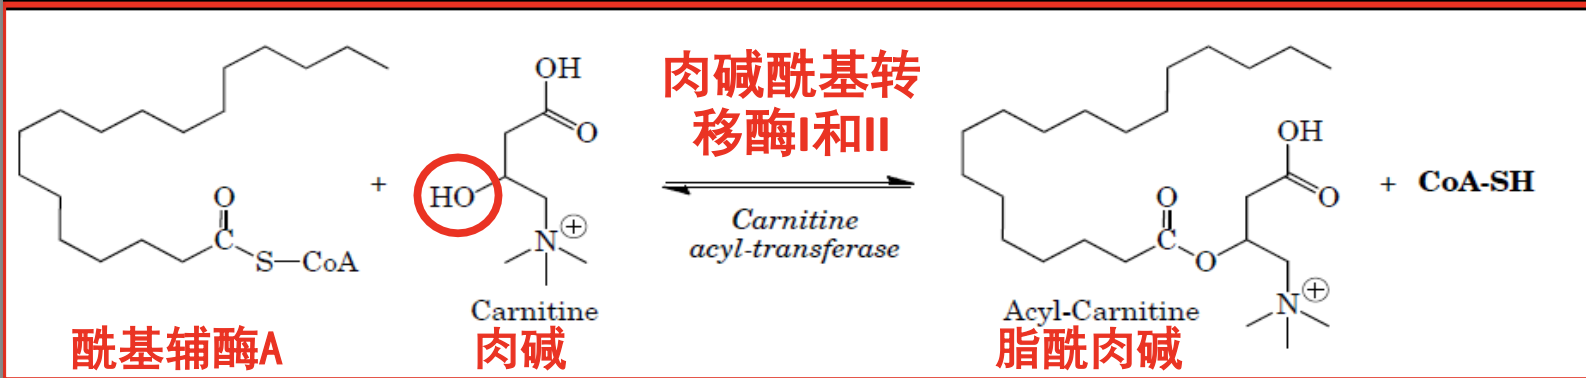 O
C
S—CoA
酰基辅酶A
+
OH
O
HO
N⊕
Carnitine
肉碱
肉碱酰基转
移酶I和II
Carnitine
acyl-transferase
OH
O
O
C
O
N⊕
Acyl-Carnitine
脂酰肉碱
+
CoA-SH